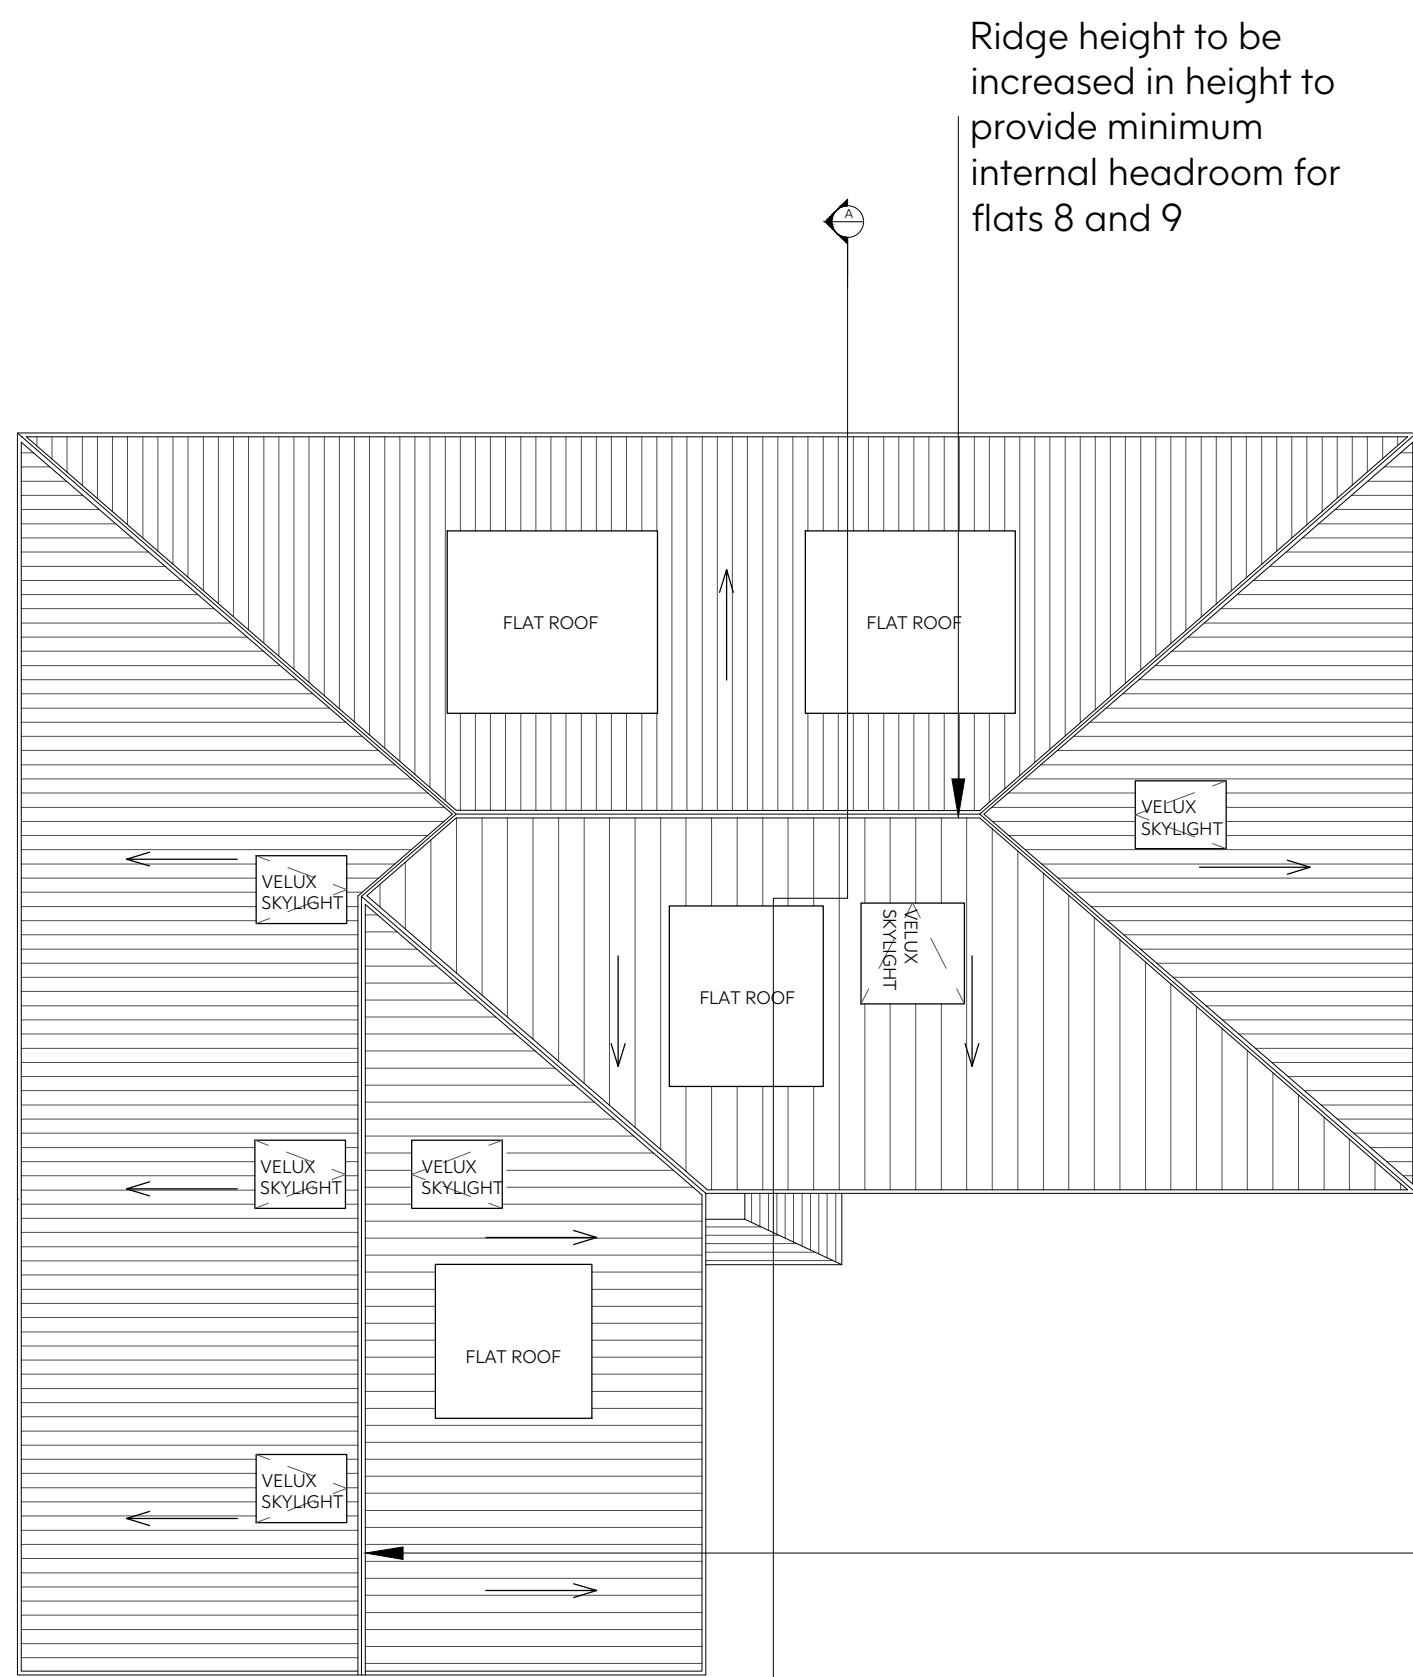 Ridge height to be
increased in height to
provide minimum
internal headroom for
flats 8 and 9
A
FLAT ROOF
FLAT ROOF
VELUX
SKYLIGHT
VELUX
SKYLIGHT
VELUX
SKYLIGHT
FLAT ROOF
VELUX
SKYLIGHT
VELUX
SKYLIGHT
FLAT ROOF
VELUX
SKYLIGHT